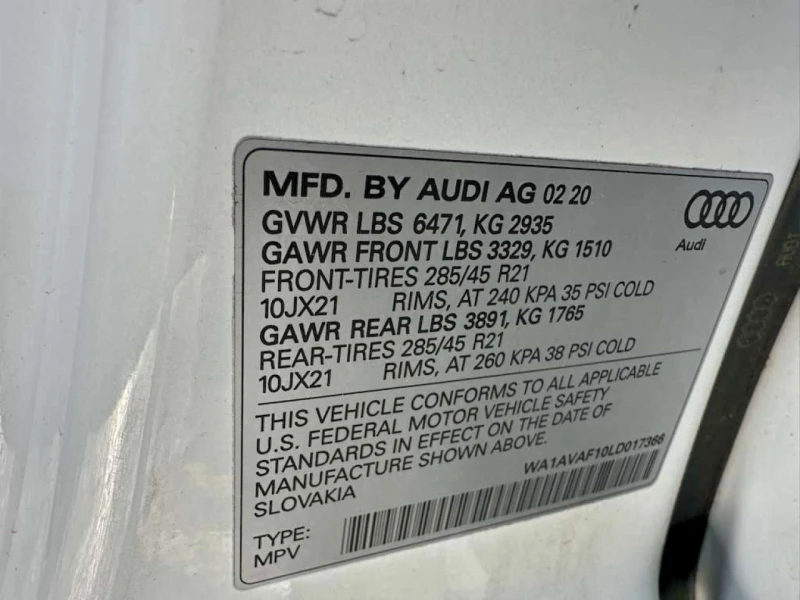 MFD. BY AUDI AG 02 20
GVWR LBS 6471, KG 2935
GAWR FRONT LBS 3329, KG 1510
FRONT-TIRES 285/45 R21
10JX21 RIMS, AT 240 KPA 35 PSI COLD
GAWR REAR LBS 3891, KG 1765
REAR-TIRES 285/45 R21
10JX21 RIMS, AT 260 KPA 38 PSI COLD
THIS VEHICLE CONFORMS TO ALL APPLICABLE
U.S. FEDERAL MOTOR VEHICLE SAFETY
STANDARDS IN EFFECT ON THE DATE OF
MANUFACTURE SHOWN ABOVE.
SLOVAKIA
WA1AVAF10LD017366
TYPE:
MPV
Audi
AUDI